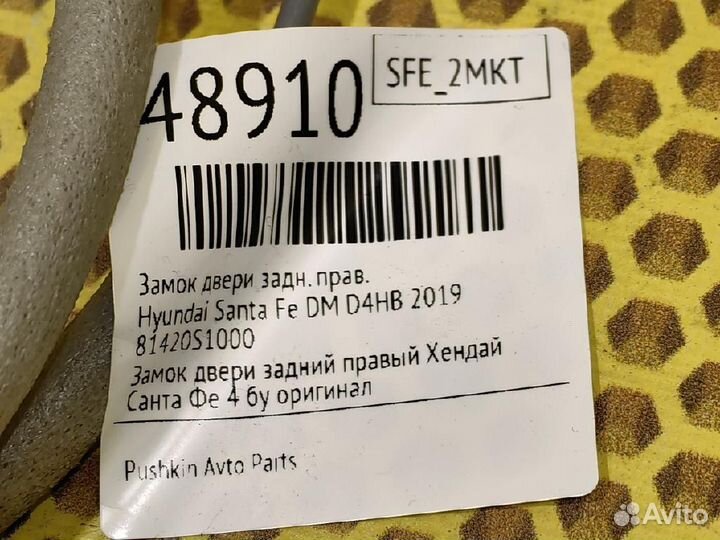 48910
SFE_2MKT
Замок двери задн. прав.
Hyundai Santa Fe DM D4HB 2019
81420S1000
Замок двери задний правый Хендай
Санта Фе 4 бу оригинал
Pushkin Avto Parts
Avito